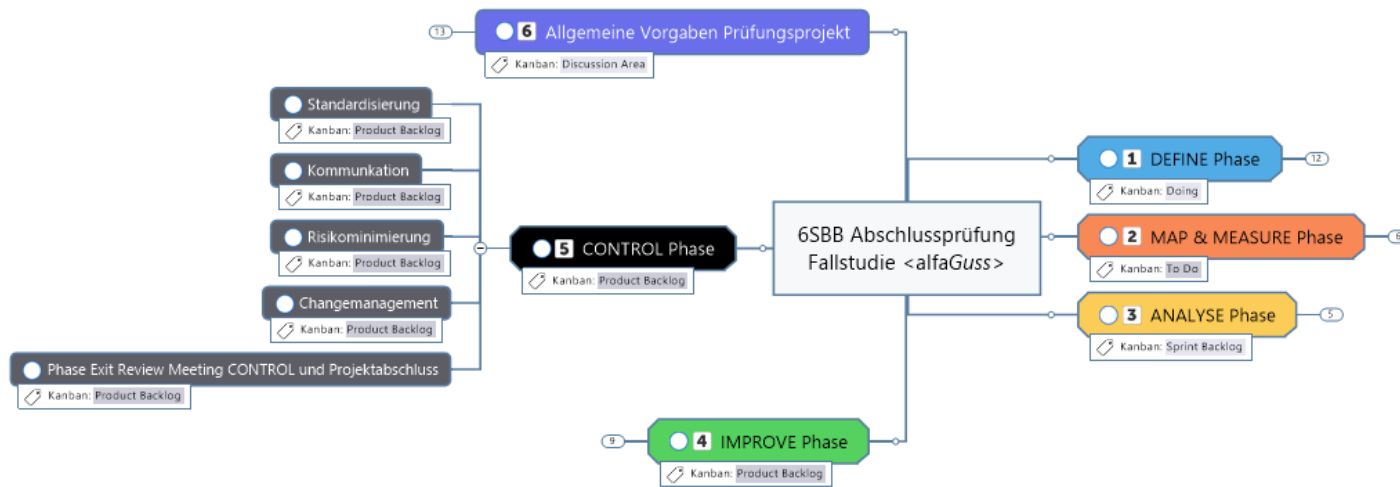 13
6 Allgemeine Vorgaben Prüfungsprojekt
Kanban: Discussion Area
Standardisierung
Kanban: Product Backlog
Kommunkation
Kanban: Product Backlog
Risikominimierung
Kanban: Product Backlog
Changemanagement
Kanban: Product Backlog
Phase Exit Review Meeting CONTROL und Projektabschluss
Kanban: Product Backlog
5 CONTROL Phase
Kanban: Product Backlog
6SBB Abschlussprüfung
Fallstudie <alfaGuss>
1 DEFINE Phase
12
Kanban: Doing
2 MAP & MEASURE Phase
6
Kanban: To Do
3 ANALYSE Phase
5
Kanban: Sprint Backlog
9
4 IMPROVE Phase
Kanban: Product Backlog